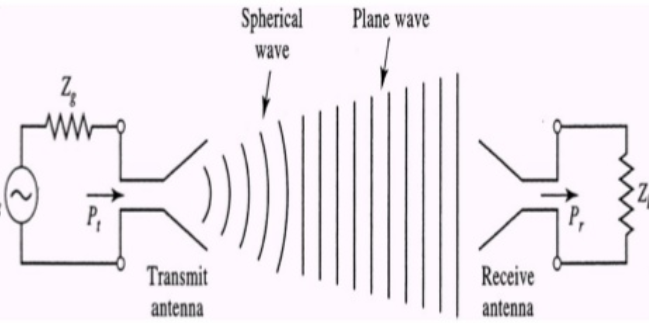 Spherical
wave
Plane wave
Z_g
P_t
P_r
Transmit
antenna
Receive
antenna